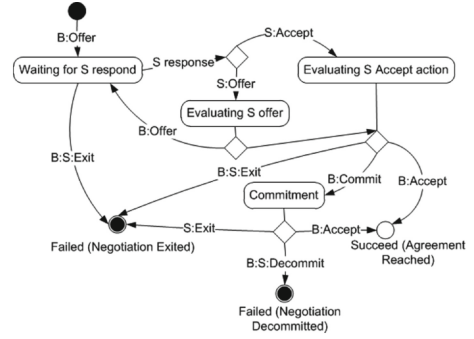 B:Offer
S:Accept
Waiting for S respond
S response
Evaluating S Accept action
S:Offer
Evaluating S offer
B:Offer
B:S:Exit
B:S:Exit
B:Commit
Commitment
B:Accept
S:Exit
B:Accept
Failed (Negotiation Exited)
Succeed (Agreement
Reached)
B:S:Decommit
Failed (Negotiation
Decommitted)